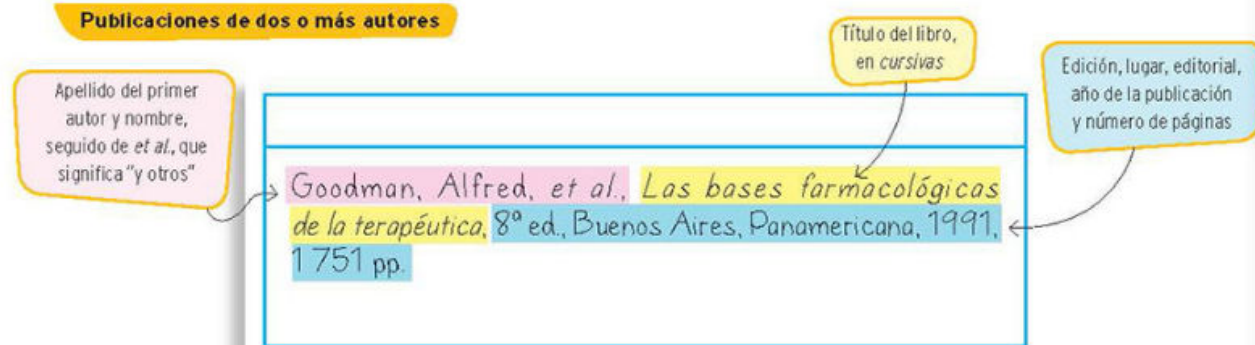 Publicaciones de dos o más autores
Título del libro,
en cursivas
Edición, lugar, editorial,
año de la publicación
y número de páginas
Apellido del primer
autor y nombre,
seguido de et al., que
significa "y otros"
Goodman, Alfred, et al., Las bases farmacológicas
de la terapéutica, 8ª ed., Buenos Aires, Panamericana, 1991,
1 751 pp.